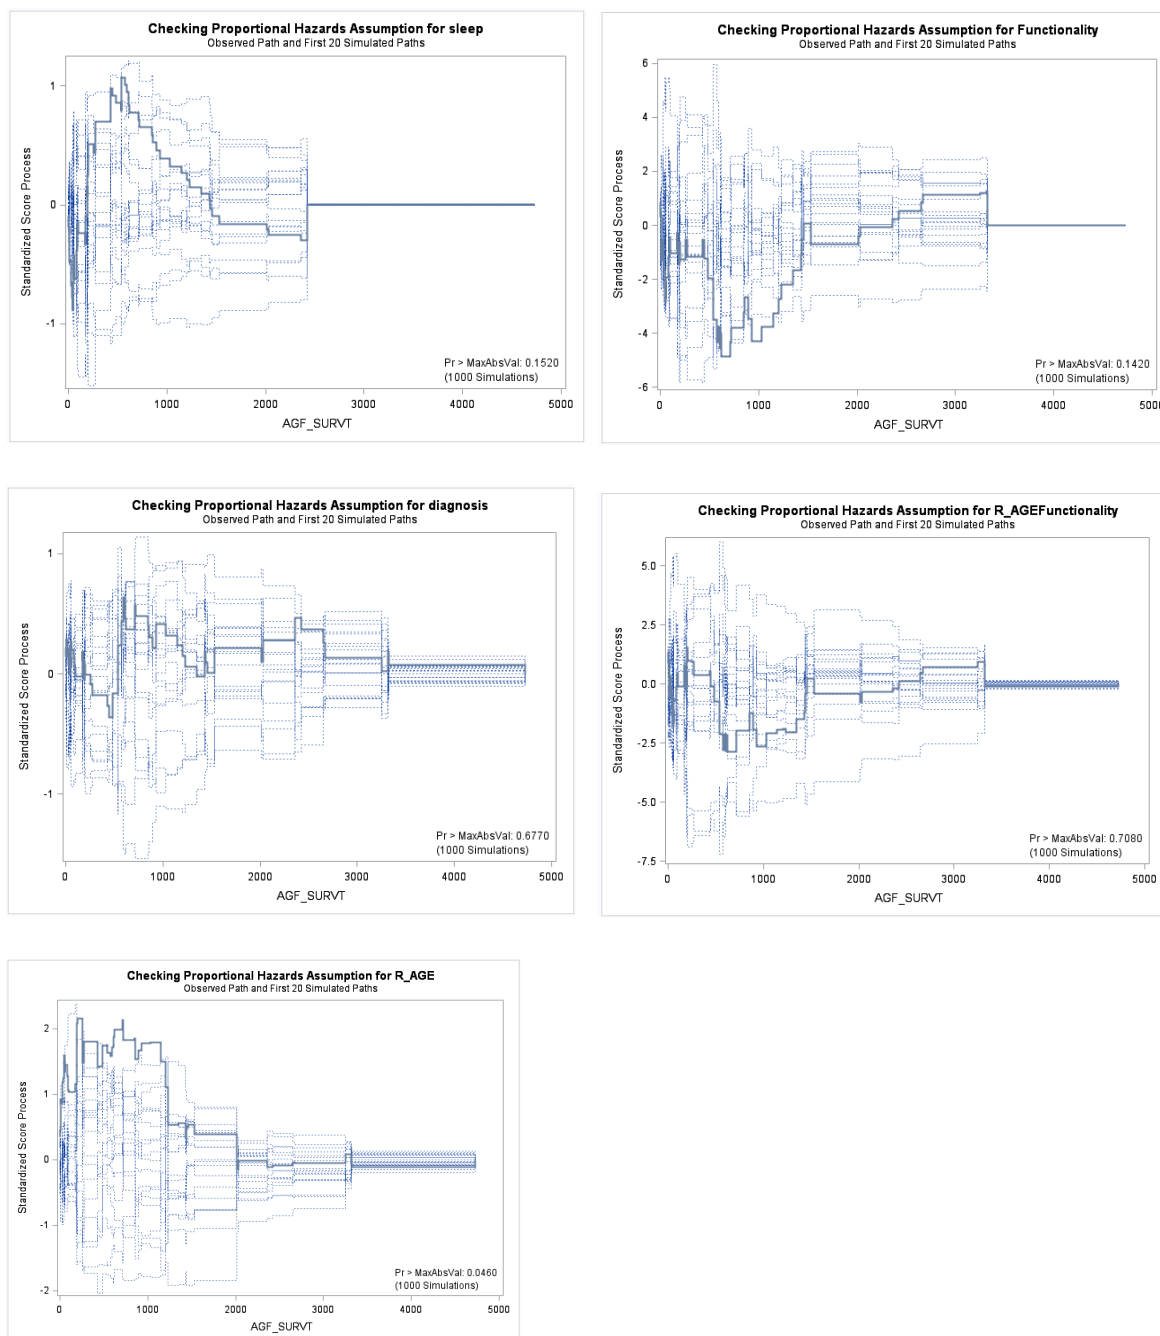 Checking Proportional Hazards Assumption for sleep
Observed Path and First 20 Simulated Paths
Standardized Score Process
1
0
-1
Pr > MaxAbsVal: 0.1520
(1000 Simulations)
0 1000 2000 3000 4000 5000
AGF_SURVT
Checking Proportional Hazards Assumption for Functionality
Observed Path and First 20 Simulated Paths
Standardized Score Process
6
4
2
0
-2
-4
-6
Pr > MaxAbsVal: 0.1420
(1000 Simulations)
0 1000 2000 3000 4000 5000
AGF_SURVT
Checking Proportional Hazards Assumption for diagnosis
Observed Path and First 20 Simulated Paths
Standardized Score Process
1
0
-1
Pr > MaxAbsVal: 0.6770
(1000 Simulations)
0 1000 2000 3000 4000 5000
AGF_SURVT
Checking Proportional Hazards Assumption for R_AGEFunctionality
Observed Path and First 20 Simulated Paths
Standardized Score Process
5.0
2.5
0.0
-2.5
-5.0
-7.5
Pr > MaxAbsVal: 0.7080
(1000 Simulations)
0 1000 2000 3000 4000 5000
AGF_SURVT
Checking Proportional Hazards Assumption for R_AGE
Observed Path and First 20 Simulated Paths
Standardized Score Process
2
1
0
-1
-2
Pr > MaxAbsVal: 0.0460
(1000 Simulations)
0 1000 2000 3000 4000 5000
AGF_SURVT